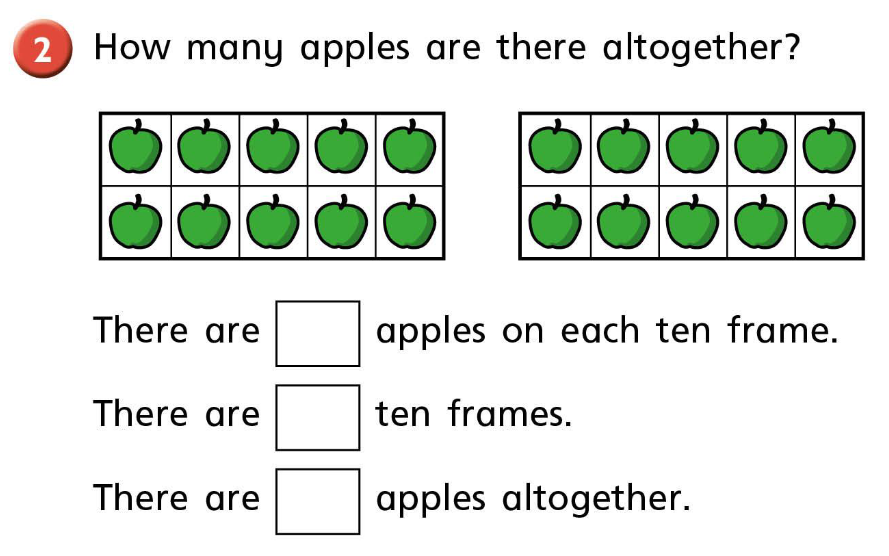 2 How many apples are there altogether?
There are apples on each ten frame.
There are ten frames.
There are apples altogether.